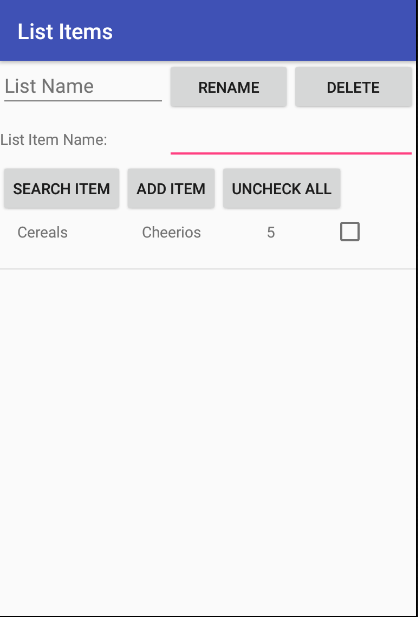 List Items
List Name RENAME DELETE
List Item Name:
SEARCH ITEM ADD ITEM UNCHECK ALL
Cereals Cheerios 5